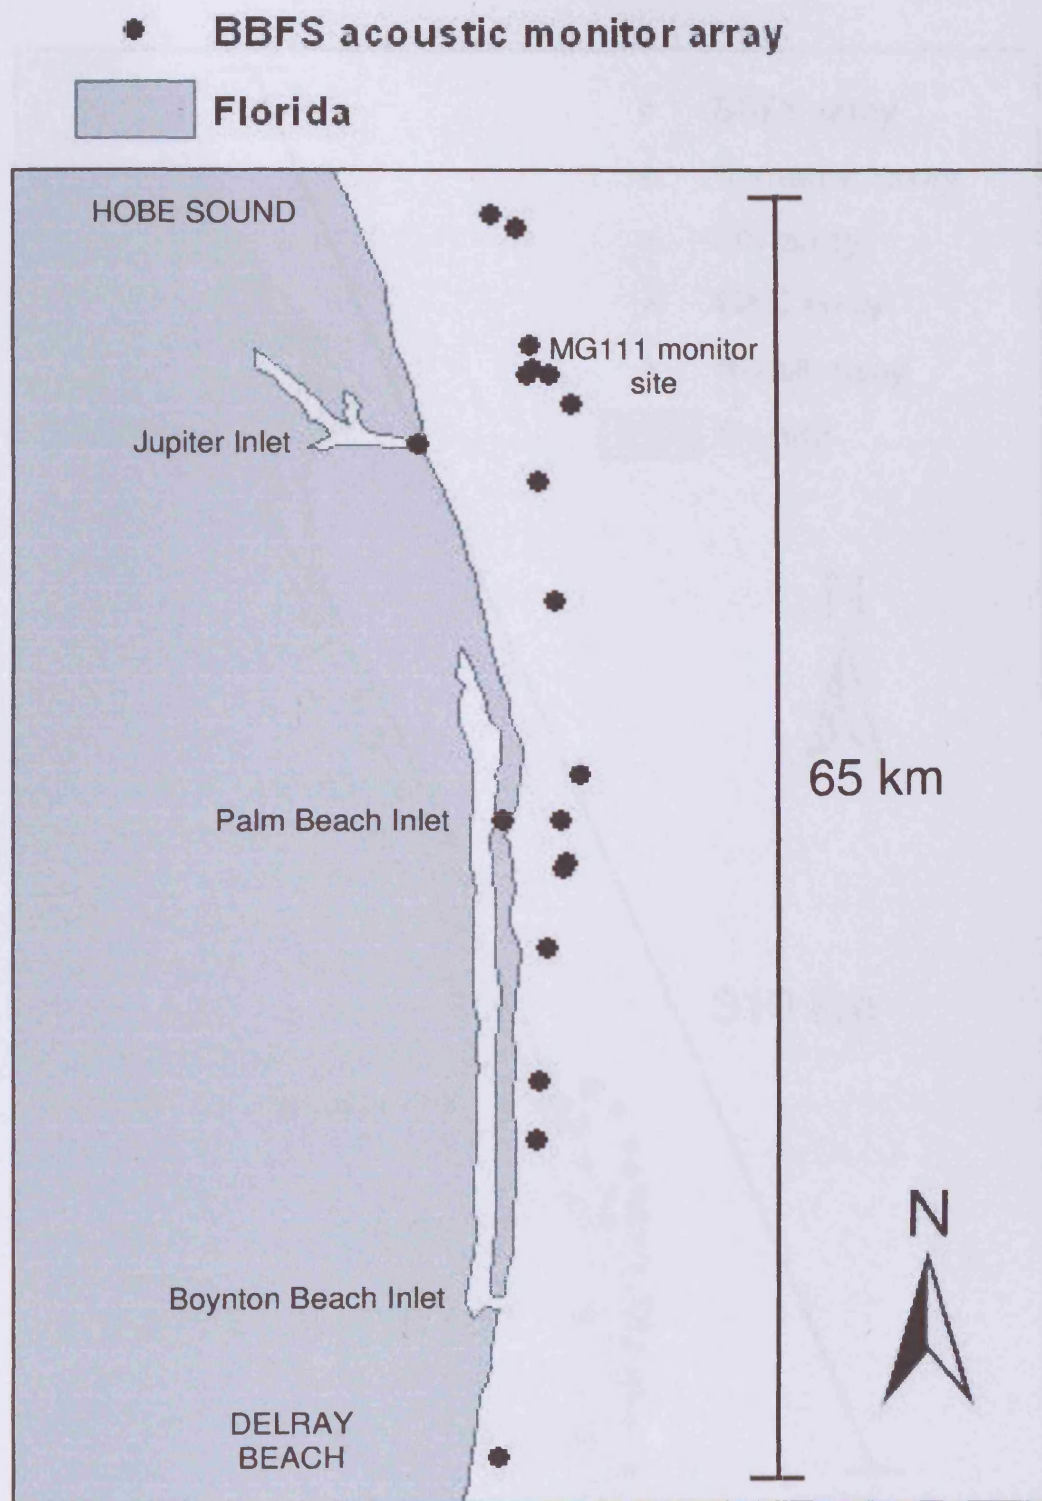 BBFS acoustic monitor array
Florida
HOBE SOUND
MG111 monitor
site
Jupiter Inlet
65 km
Palm Beach Inlet
N
Boynton Beach Inlet
DELRAY
BEACH